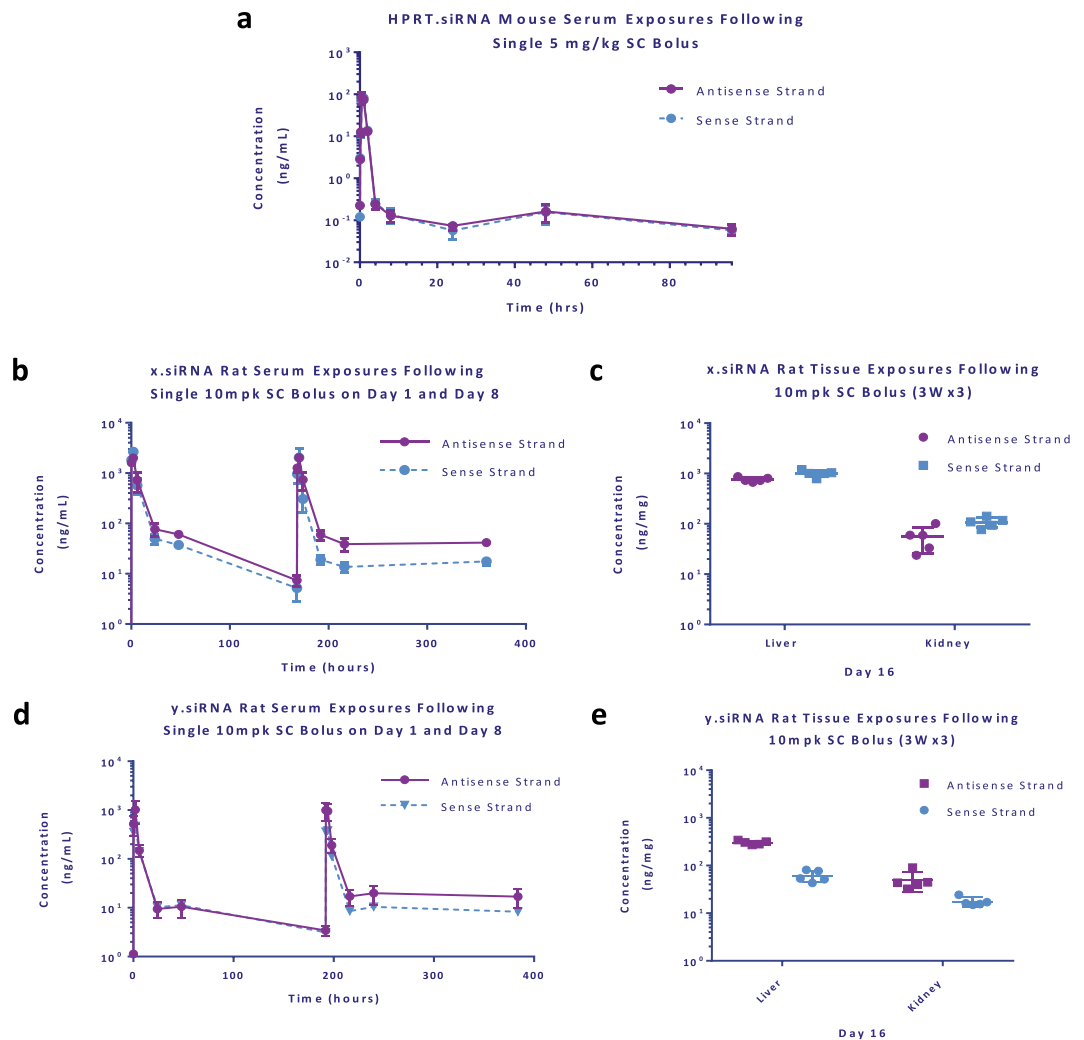 a
HPRT.siRNA Mouse Serum Exposures Following
Single 5 mg/kg SC Bolus
Concentration
(ng/mL)
10³
10²
10¹
10⁰
10⁻¹
10⁻²
0 20 40 60 80
Time (hrs)
Antisense Strand
Sense Strand
b
x.siRNA Rat Serum Exposures Following
Single 10mpk SC Bolus on Day 1 and Day 8
Concentration
(ng/mL)
10⁴
10³
10²
10¹
10⁰
0 100 200 300 400
Time (hours)
Antisense Strand
Sense Strand
c
x.siRNA Rat Tissue Exposures Following
10mpk SC Bolus (3Wx3)
Concentration
(ng/mg)
10⁴
10³
10²
10¹
10⁰
Liver Kidney
Day 16
Antisense Strand
Sense Strand
d
y.siRNA Rat Serum Exposures Following
Single 10mpk SC Bolus on Day 1 and Day 8
Concentration
(ng/mL)
10⁴
10³
10²
10¹
10⁰
0 100 200 300 400
Time (hours)
Antisense Strand
Sense Strand
e
y.siRNA Rat Tissue Exposures Following
10mpk SC Bolus (3Wx3)
Concentration
(ng/mg)
10⁴
10³
10²
10¹
10⁰
Liver Kidney
Day 16
Antisense Strand
Sense Strand